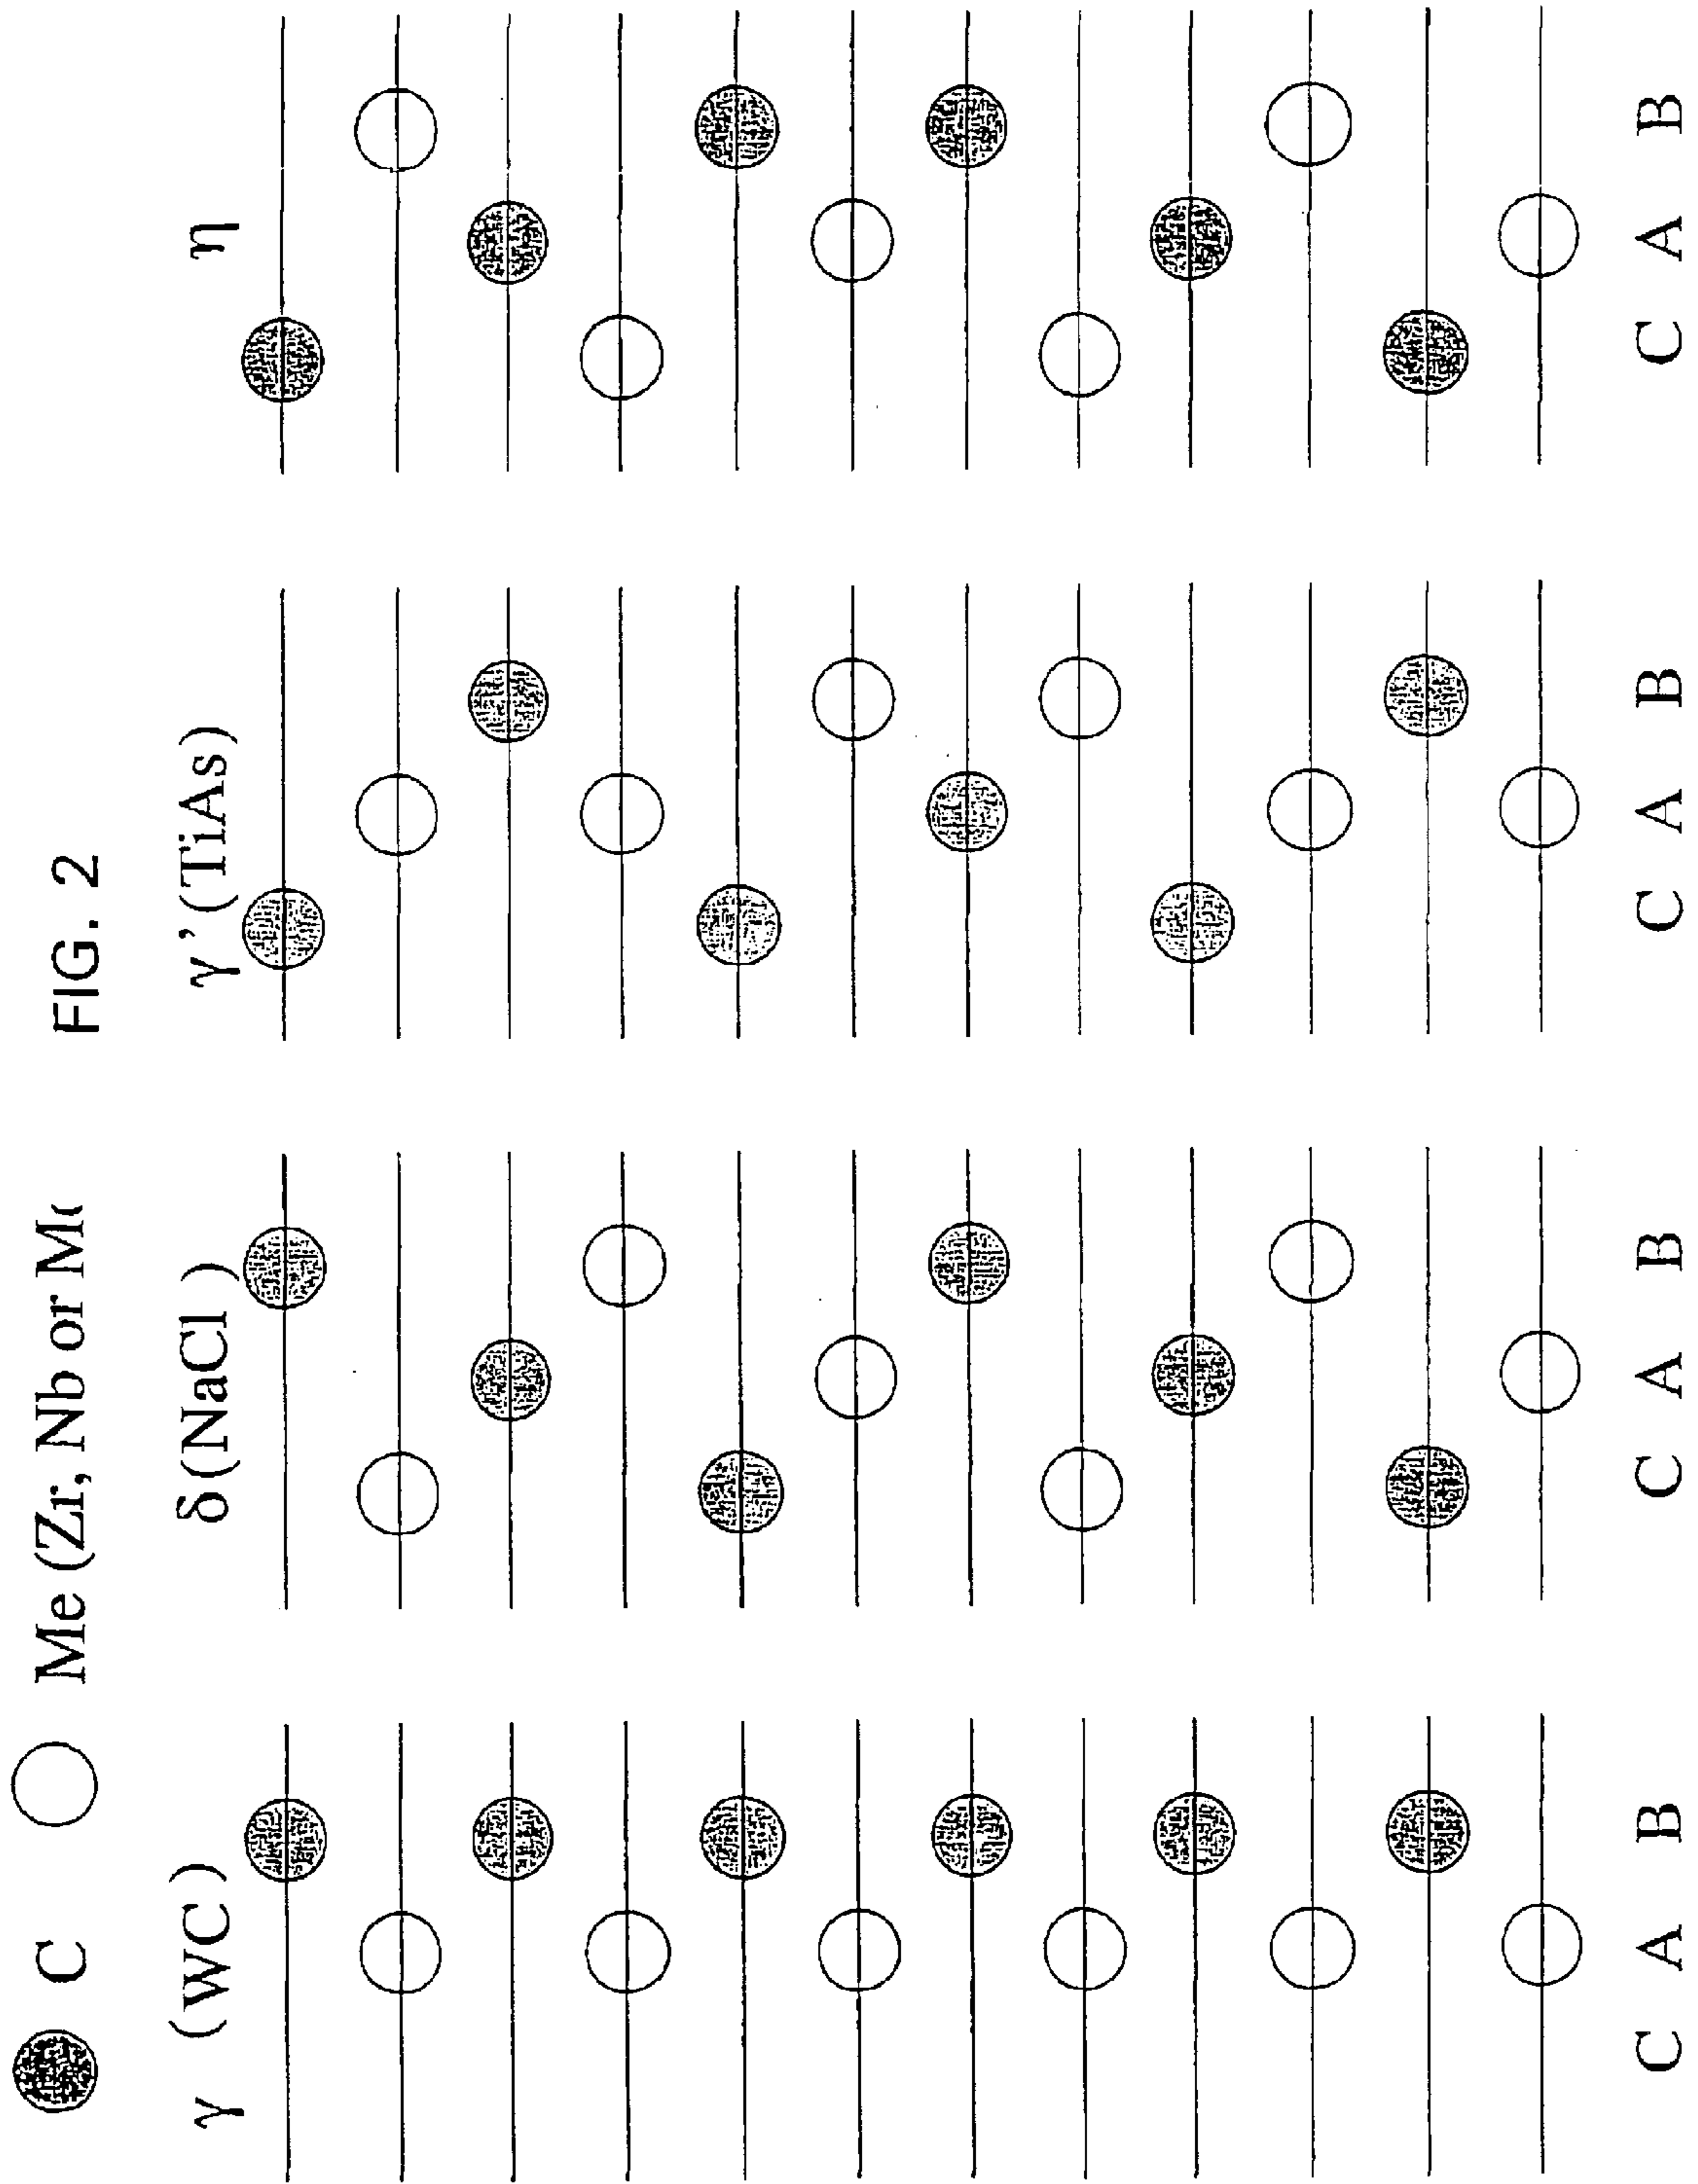 FIG. 2
C Me (Zr, Nb or
γ (WC) δ (NaCl) γ' (TiAs) η
C A B C A B C A B C A B